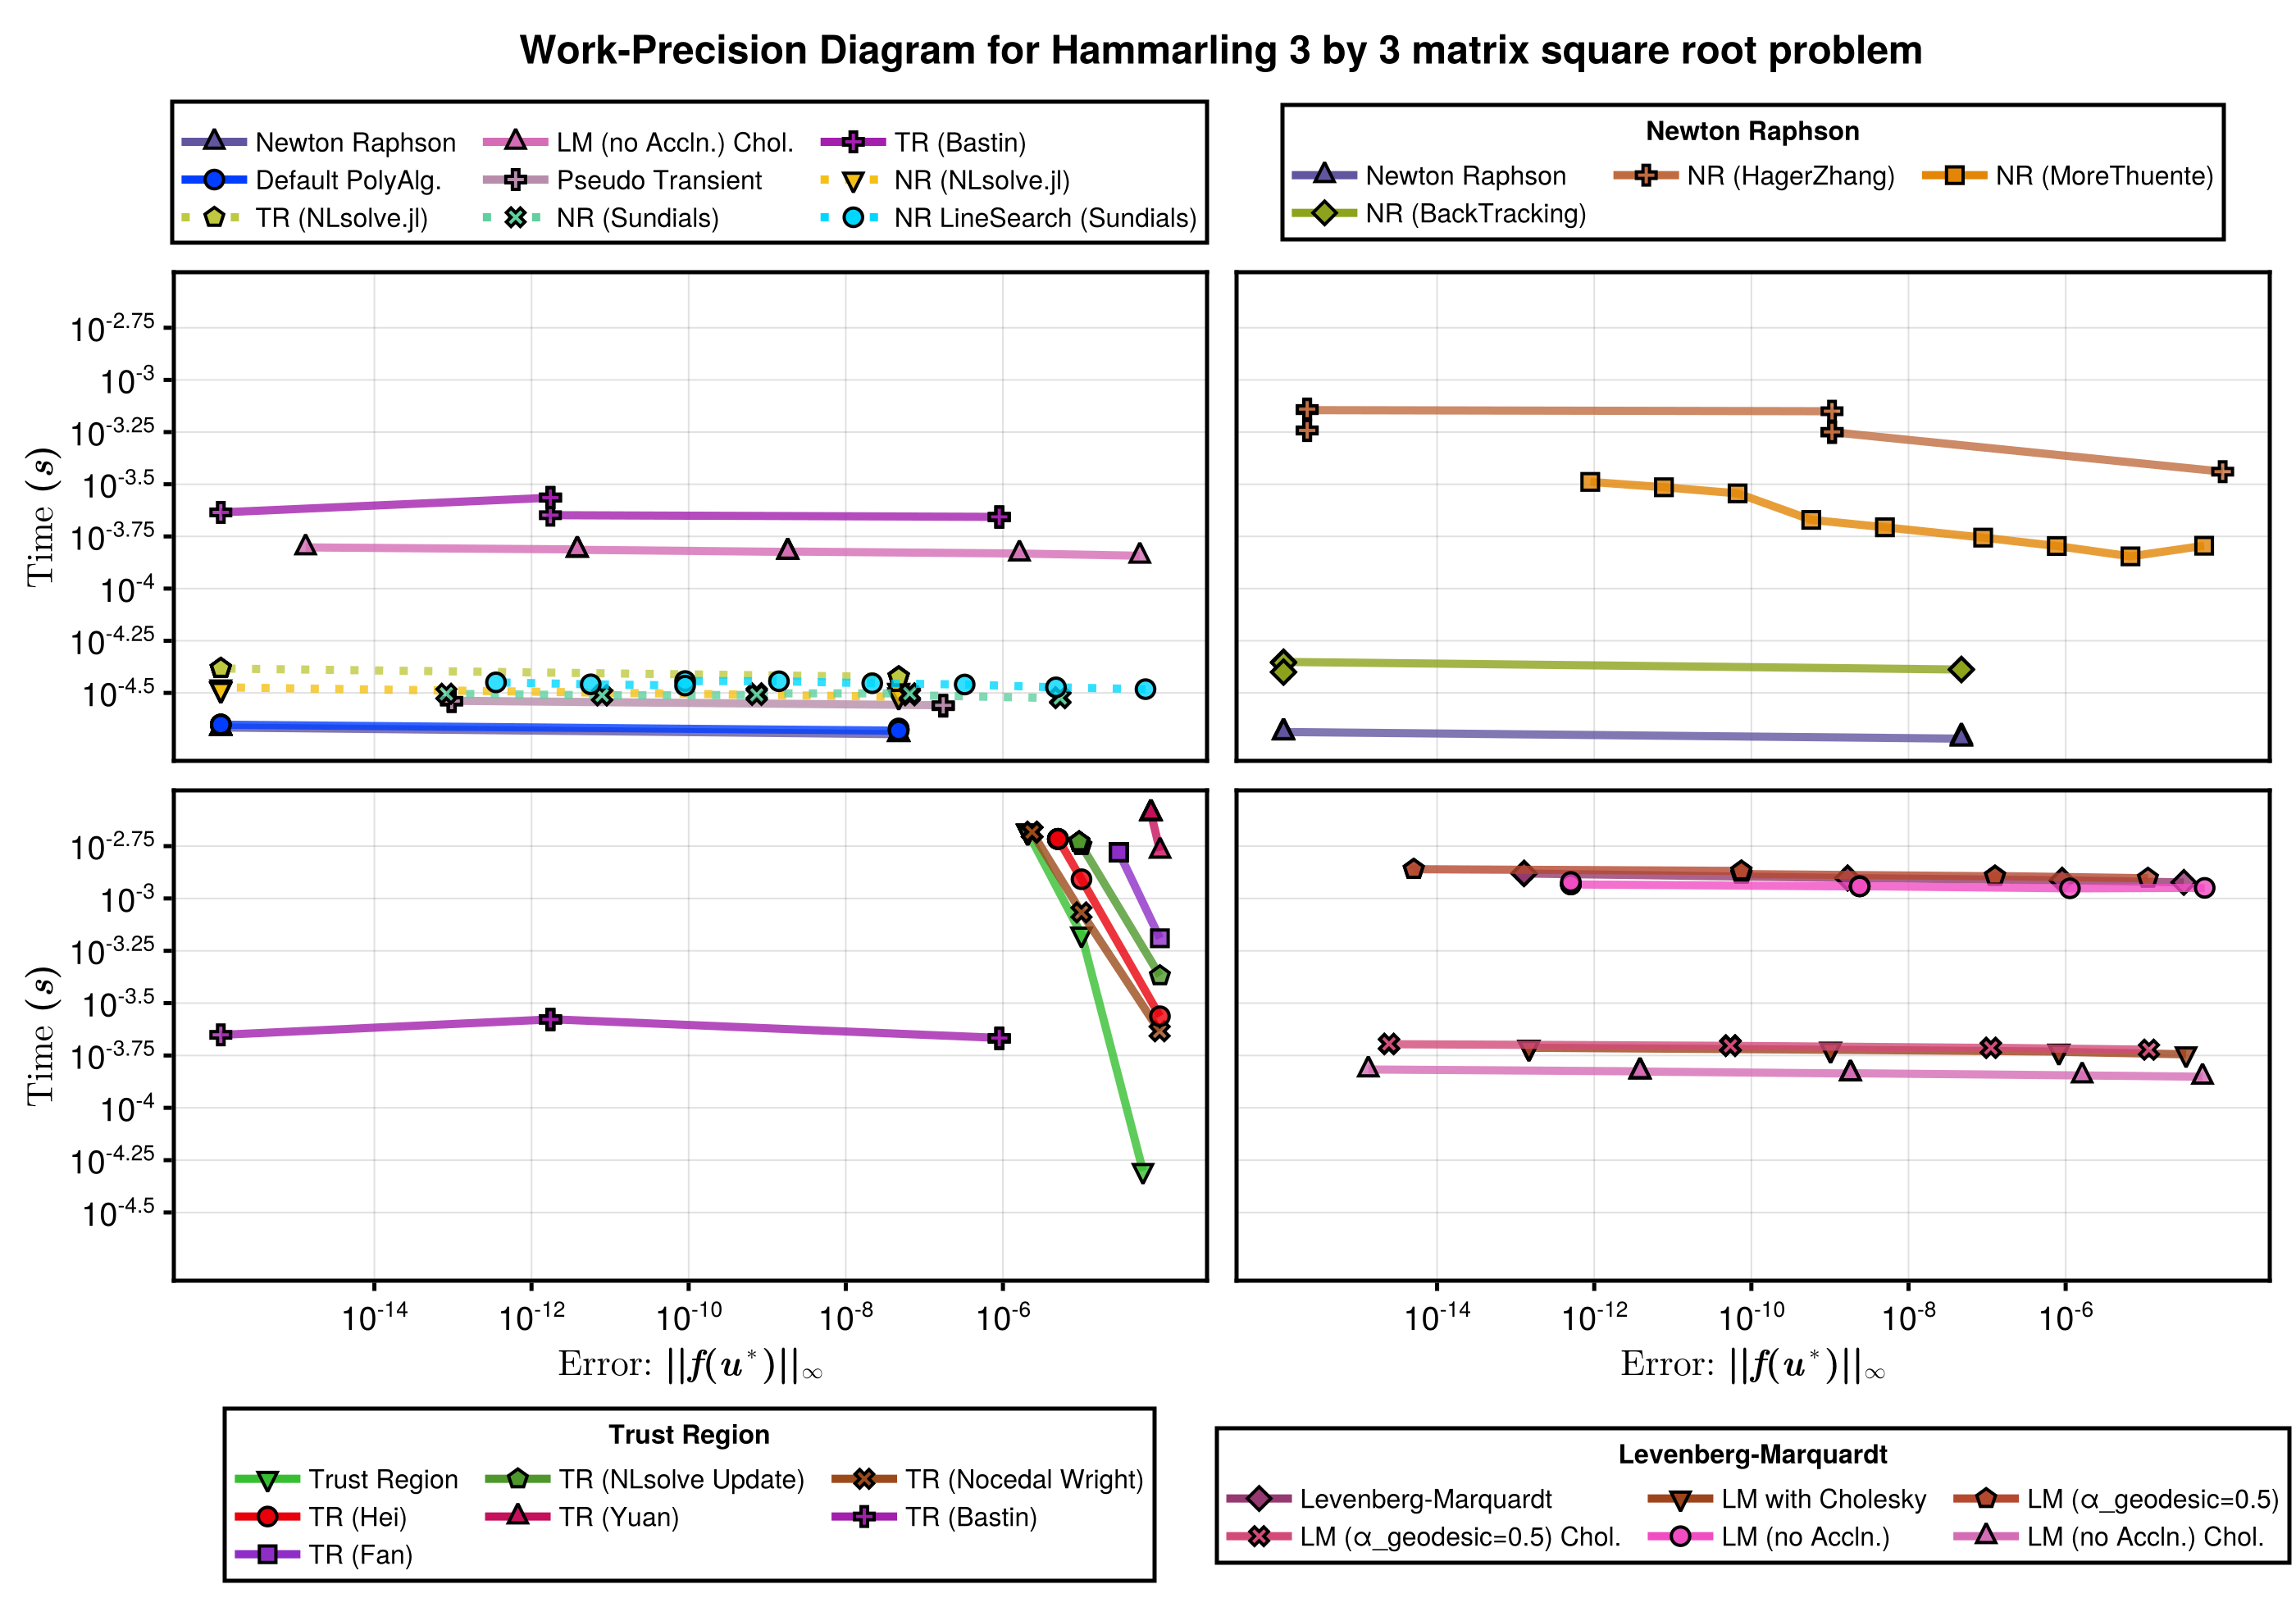 Work-Precision Diagram for Hammarling 3 by 3 matrix square root problem
Newton Raphson LM (no Accln.) Chol. TR (Bastin)
Default PolyAlg. Pseudo Transient NR (NLsolve.jl)
TR (NLsolve.jl) NR (Sundials) NR LineSearch (Sundials)
Newton Raphson
Newton Raphson NR (HagerZhang) NR (MoreThuente)
NR (BackTracking)
Time (s)
10^-2.75
10^-3
10^-3.25
10^-3.5
10^-3.75
10^-4
10^-4.25
10^-4.5
Time (s)
10^-2.75
10^-3
10^-3.25
10^-3.5
10^-3.75
10^-4
10^-4.25
10^-4.5
10^-14 10^-12 10^-10 10^-8 10^-6
10^-14 10^-12 10^-10 10^-8 10^-6
Error: ||f(u*)||∞
Error: ||f(u*)||∞
Trust Region
Trust Region TR (NLsolve Update) TR (Nocedal Wright)
TR (Hei) TR (Yuan) TR (Bastin)
TR (Fan)
Levenberg-Marquardt
Levenberg-Marquardt LM with Cholesky LM (α_geodesic=0.5)
LM (α_geodesic=0.5) Chol. LM (no Accln.) LM (no Accln.) Chol.